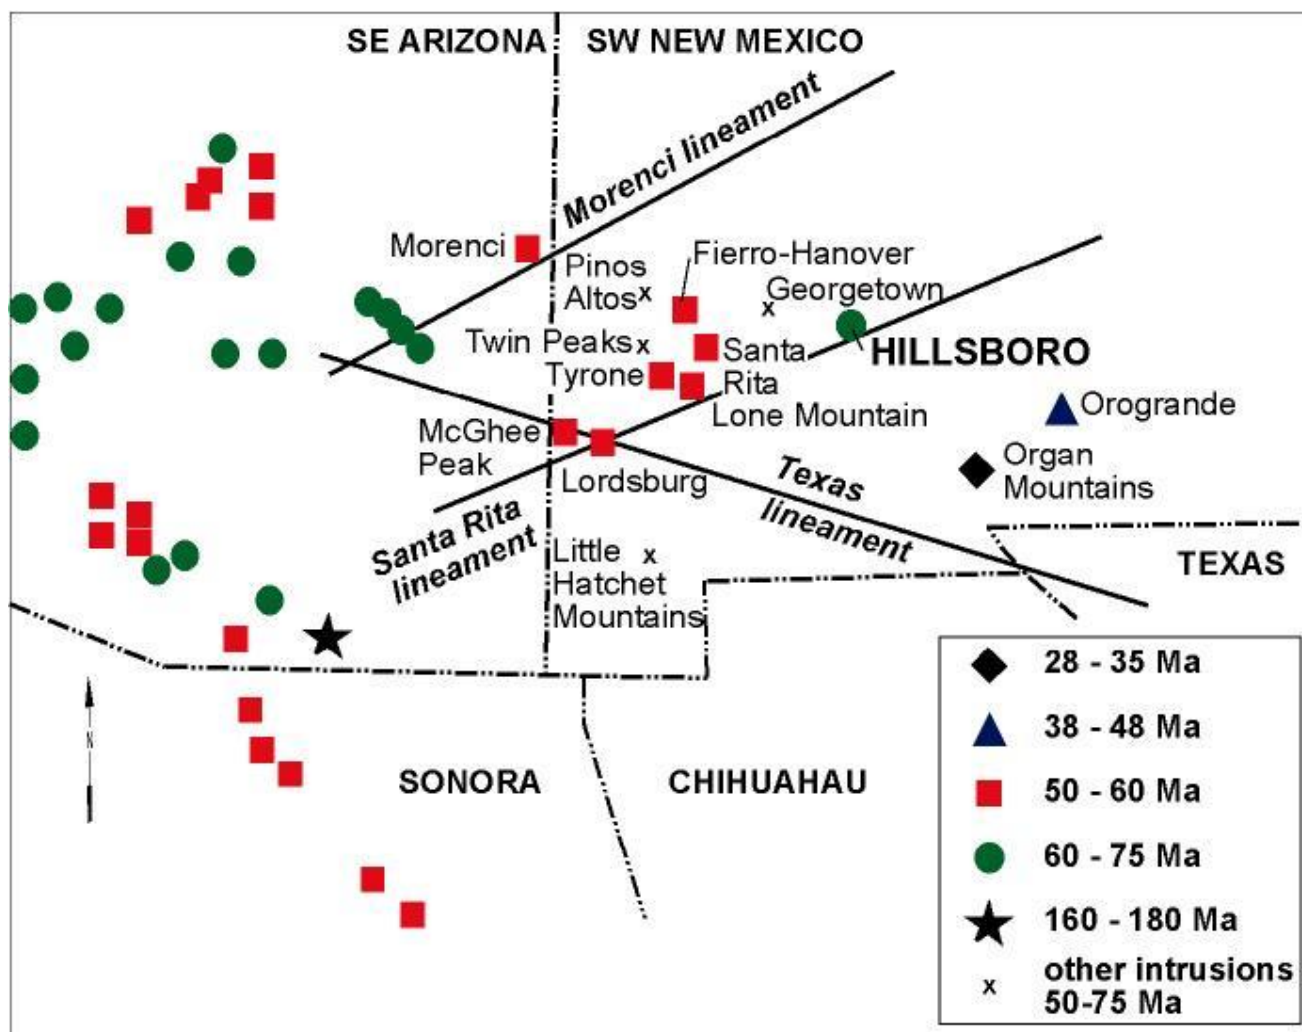 SE ARIZONA
SW NEW MEXICO
Morenci lineament
Morenci
Pinos
Altos
x
Fierro-Hanover
Georgetown
x
Twin Peaks
x
Tyrone
Santa
Rita
HILLSBORO
Lone Mountain
Orogrande
McGhee
Peak
Lordsburg
Texas
lineament
Organ
Mountains
Santa Rita
lineament
Little
x
Hatchet
Mountains
TEXAS
N
SONORA
CHIHUAHAU
28 - 35 Ma
38 - 48 Ma
50 - 60 Ma
60 - 75 Ma
160 - 180 Ma
x
other intrusions
50-75 Ma